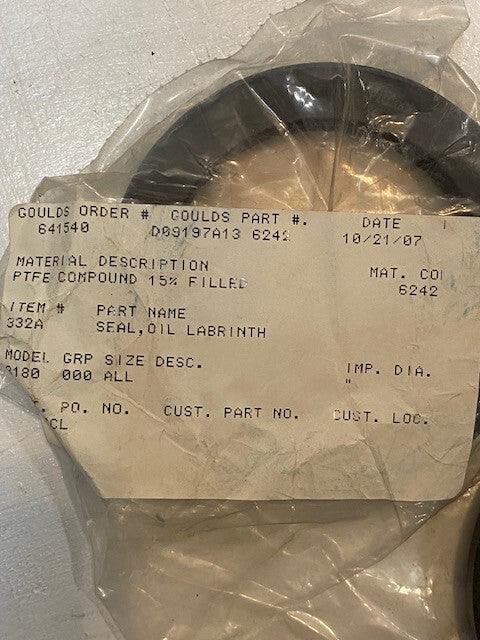 GOULDS ORDER # GOULDS PART #. DATE
641540 D09197A13 6242 10/21/07
MATERIAL DESCRIPTION MAT. CO
PTFE COMPOUND 15% FILLED 6242
ITEM # PART NAME
332A SEAL,OIL LABRINTH
MODEL GRP SIZE DESC. IMP. DIA.
3180 000 ALL "
. PO. NO. CUST. PART NO. CUST. LOC.
CL